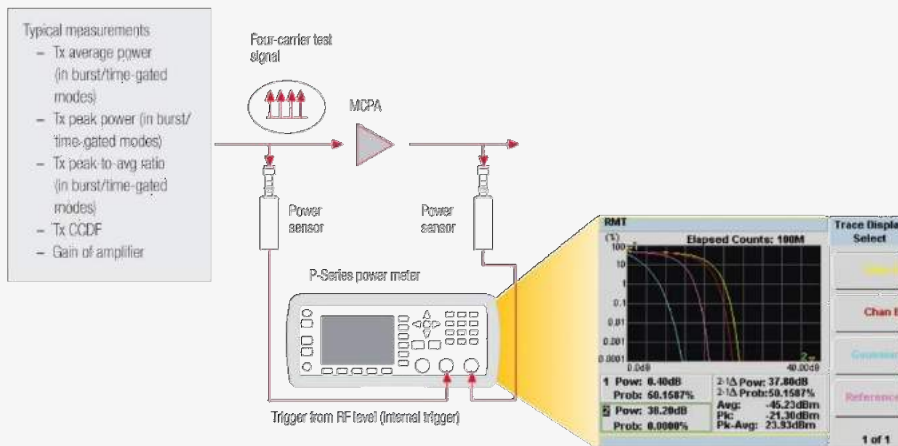 Typical measurements
– Tx average power
(in burst/time-gated
modes)
– Tx peak power (in burst/
time-gated modes)
– Tx peak-to-avg ratio
(in burst/time-gated
modes)
– Tx CCDF
– Gain of amplifier
Four-carrier test
signal
MCPA
Power
sensor
Power
sensor
P-Series power meter
Trigger from RF level (internal trigger)
RMT
Trace Displa
Select
(%)
Elapsed Counts: 100M
100
10
1
0.1
0.01
0.001
0.0001
0.0dB
40.00dB
2
Chan B
Gaussian
Reference
1 Pow: 0.40dB
Prob: 50.1587%
2 Pow: 38.20dB
Prob: 0.0000%
2-1Δ Pow: 37.80dB
2-1Δ Prob:50.1587%
Avg: -45.23dBm
Pk: -21.30dBm
Pk-Avg: 23.93dBm
1 of 1